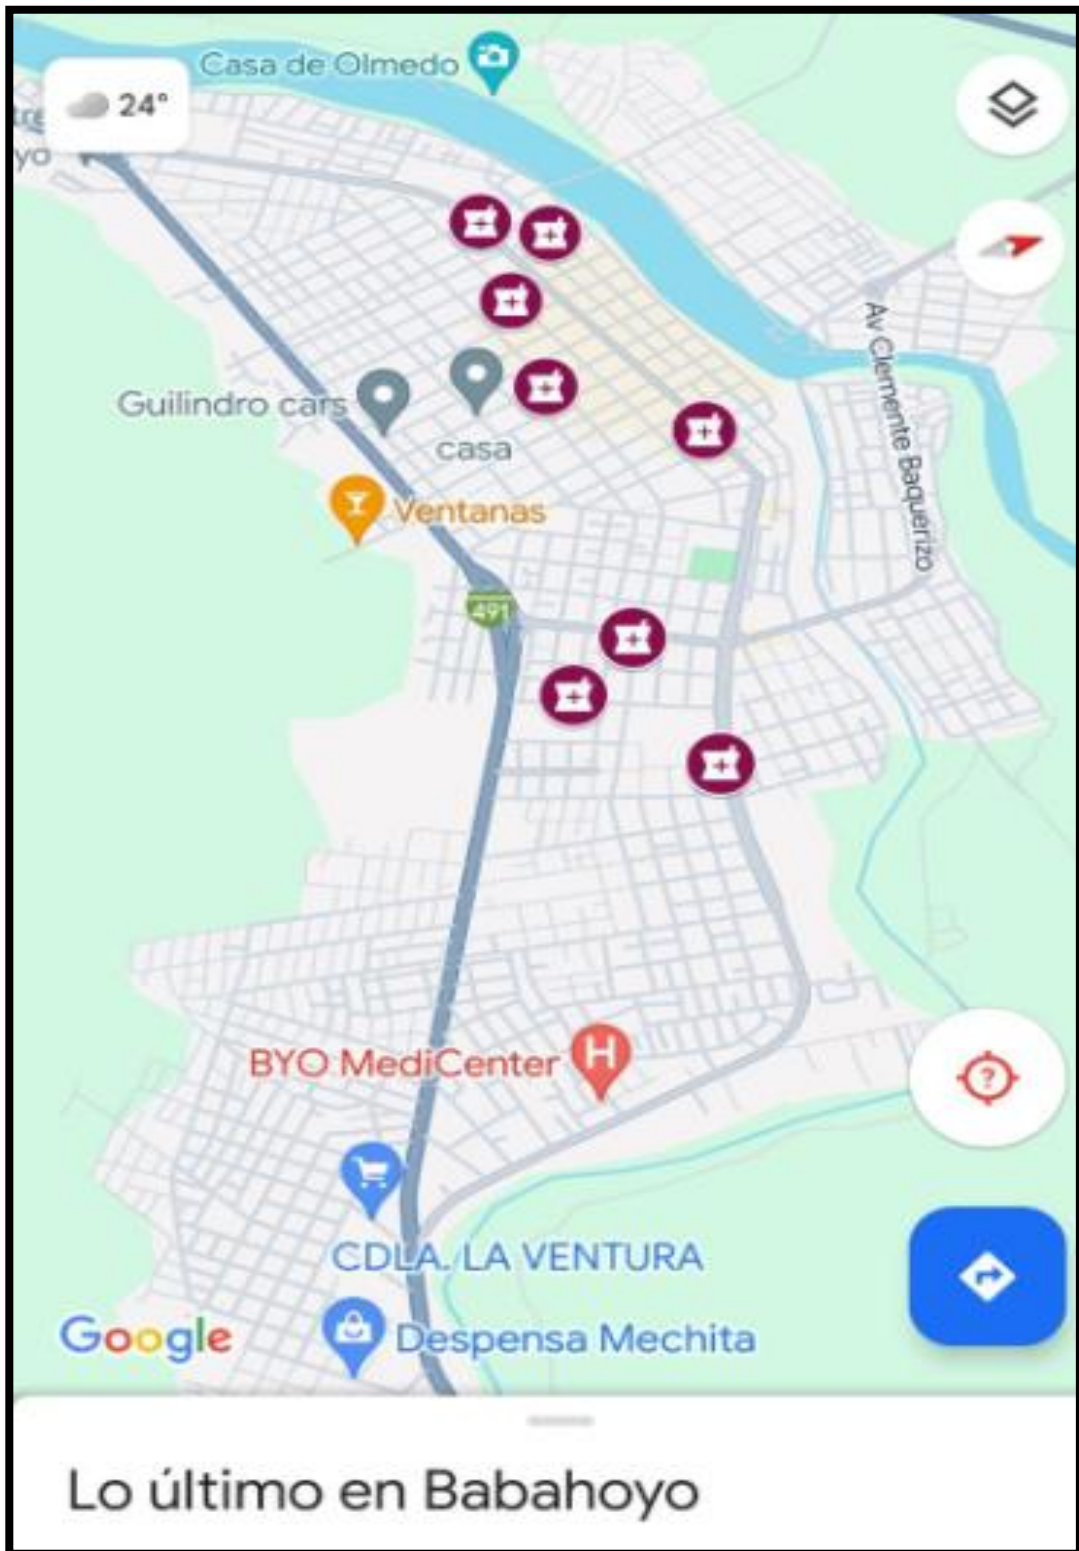 Casa de Olmedo
24°
yo
Av Clemente Baquerizo
Guilindro cars
casa
Ventanas
491
BYO MediCenter
H
?
CDLA. LA VENTURA
Google
Despensa Mechita
Lo último en Babahoyo